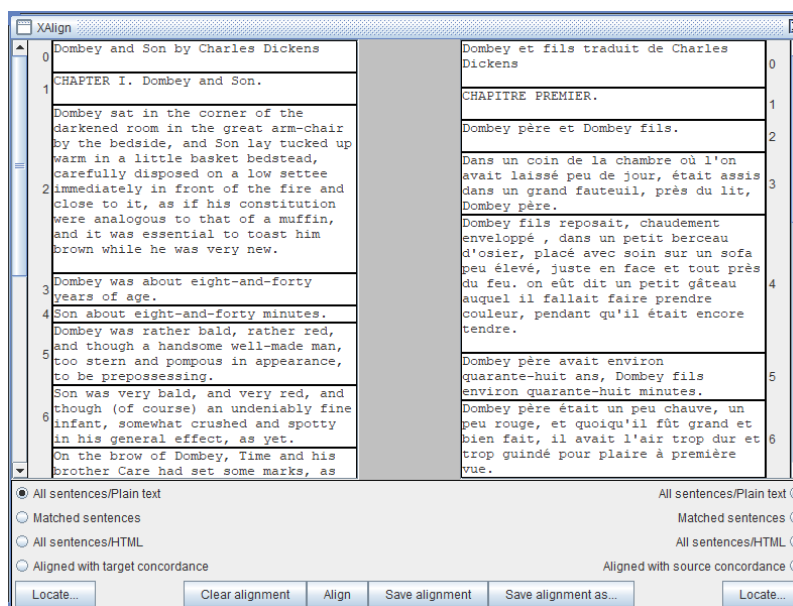 XAlign
0
Dombey and Son by Charles Dickens
1
CHAPTER I. Dombey and Son.
2
Dombey sat in the corner of the
darkened room in the great arm-chair
by the bedside, and Son lay tucked up
warm in a little basket bedstead,
carefully disposed on a low settee
immediately in front of the fire and
close to it, as if his constitution
were analogous to that of a muffin,
and it was essential to toast him
brown while he was very new.
3
Dombey was about eight-and-forty
years of age.
4
Son about eight-and-forty minutes.
5
Dombey was rather bald, rather red,
and though a handsome well-made man,
too stern and pompous in appearance,
to be prepossessing.
6
Son was very bald, and very red, and
though (of course) an undeniably fine
infant, somewhat crushed and spotty
in his general effect, as yet.
On the brow of Dombey, Time and his
brother Care had set some marks, as
Dombey et fils traduit de Charles
Dickens
0
CHAPITRE PREMIER.
1
Dombey père et Dombey fils.
2
Dans un coin de la chambre où l'on
avait laissé peu de jour, était assis
dans un grand fauteuil, près du lit,
Dombey père.
3
Dombey fils reposait, chaudement
enveloppé , dans un petit berceau
d'osier, placé avec soin sur un sofa
peu élevé, juste en face et tout près
du feu. on eût dit un petit gâteau
auquel il fallait faire prendre
couleur, pendant qu'il était encore
tendre.
4
Dombey père avait environ
quarante-huit ans, Dombey fils
environ quarante-huit minutes.
5
Dombey père était un peu chauve, un
peu rouge, et quoiqu'il fût grand et
bien fait, il avait l'air trop dur et
trop guindé pour plaire à première
vue.
6
All sentences/Plain text
Matched sentences
All sentences/HTML
Aligned with target concordance
All sentences/Plain text
Matched sentences
All sentences/HTML
Aligned with source concordance
Locate...
Clear alignment
Align
Save alignment
Save alignment as...
Locate...